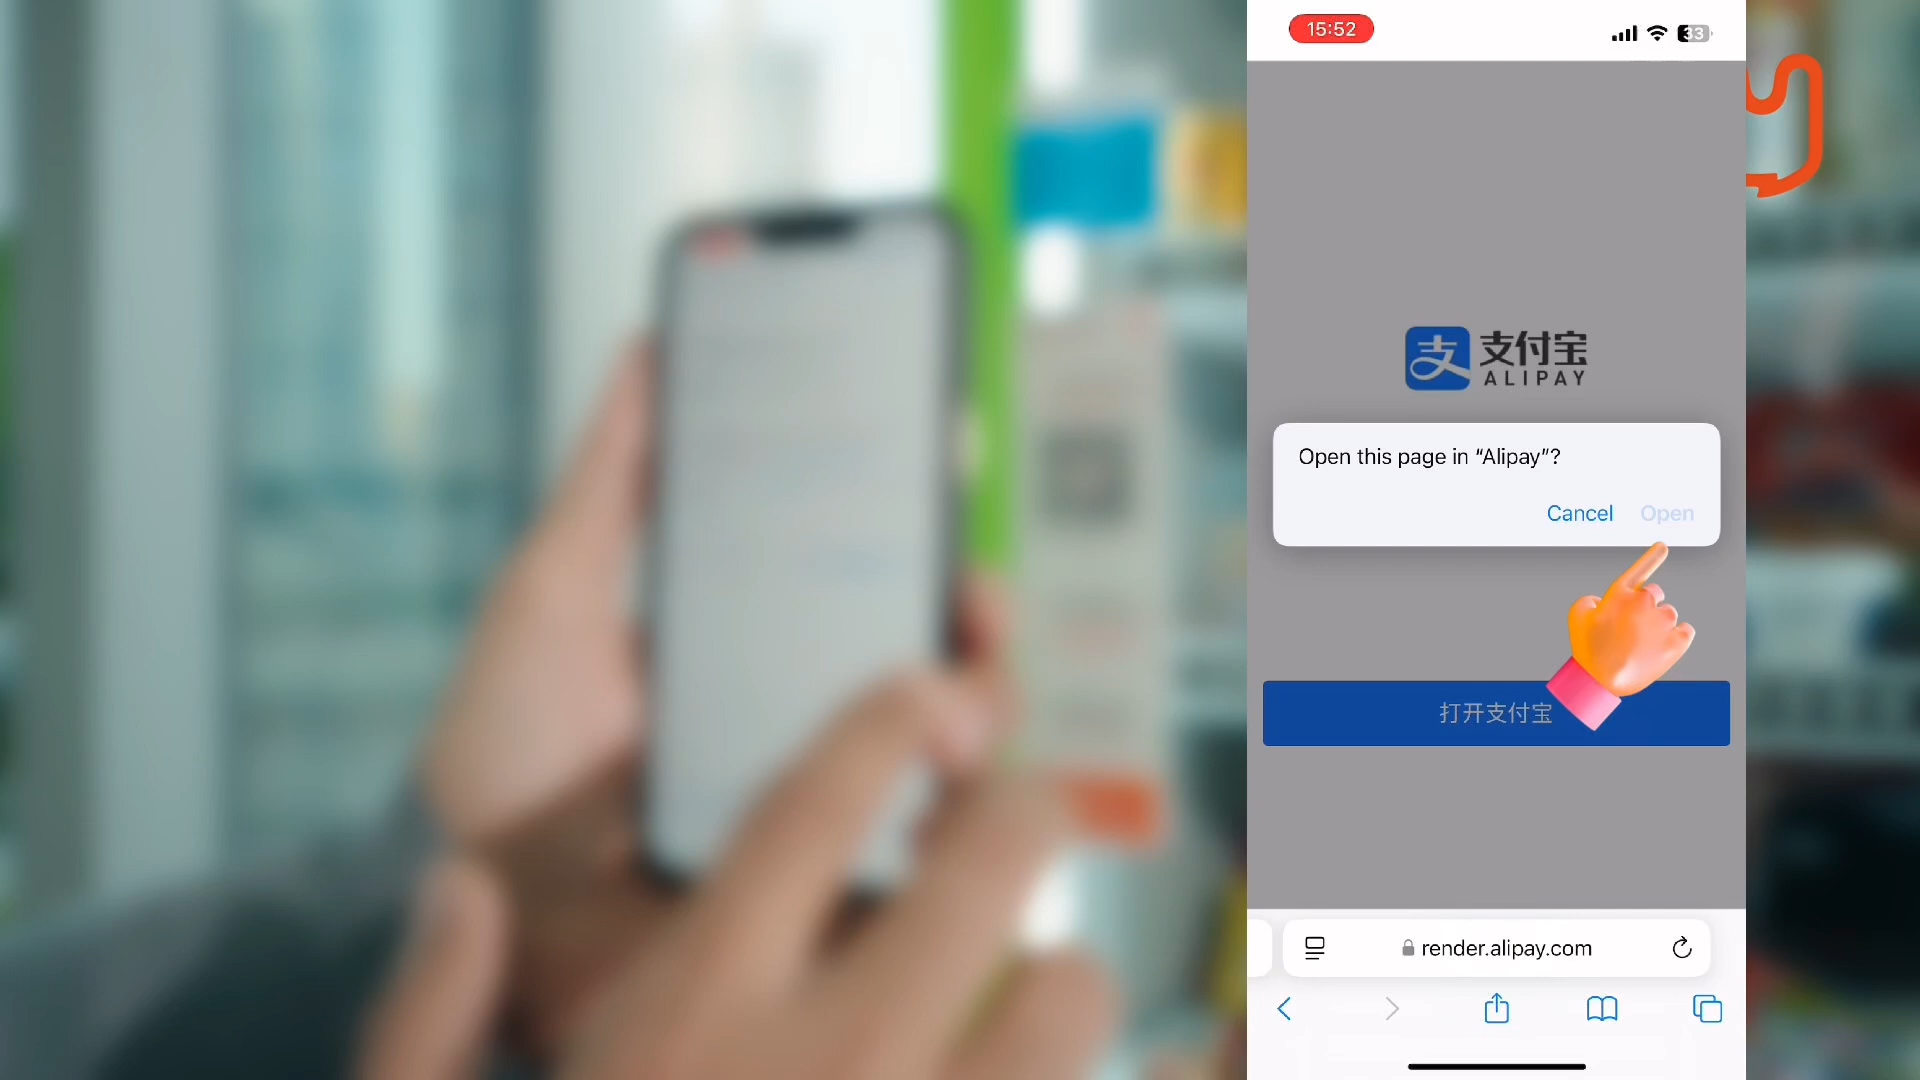 15:52
33
支付宝
ALIPAY
Open this page in “Alipay”?
Cancel Open
打开支付宝
render.alipay.com